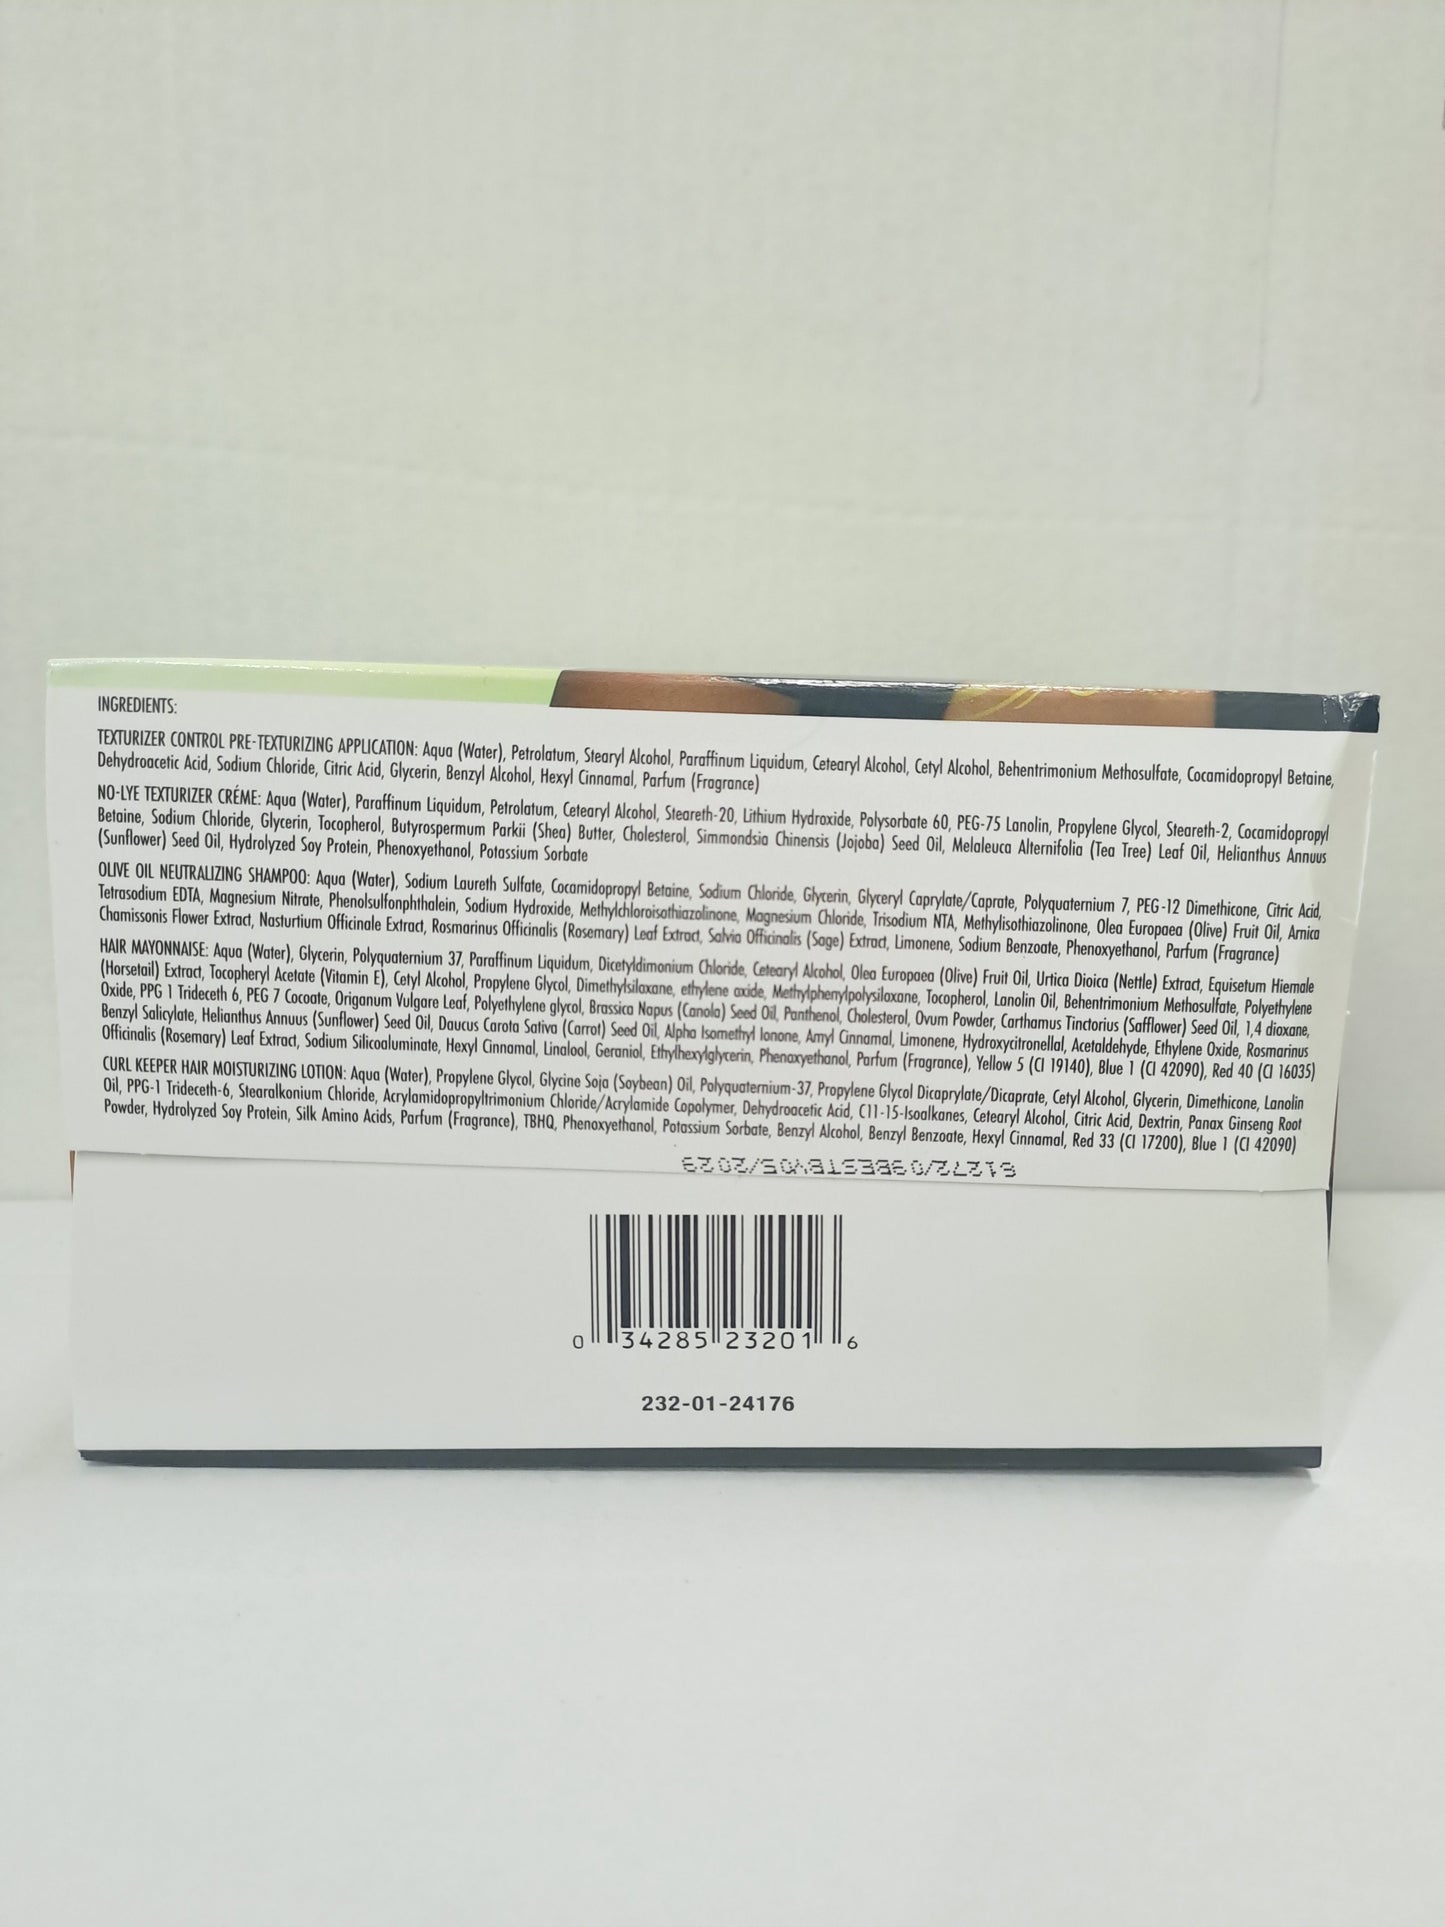 INGREDIENTS:
TEXTURIZER CONTROL PRE-TEXTURIZING APPLICATION: Aqua (Water), Petrolatum, Stearyl Alcohol, Paraffinum Liquidum, Cetearyl Alcohol, Cetyl Alcohol, Behentrimonium Methosulfate, Cocamidopropyl Betaine,
Dehydroacetic Acid, Sodium Chloride, Citric Acid, Glycerin, Benzyl Alcohol, Hexyl Cinnamal, Parfum (Fragrance)
NO-LYE TEXTURIZER CRÉME: Aqua (Water), Paraffinum Liquidum, Petrolatum, Cetearyl Alcohol, Steareth-20, Lithium Hydroxide, Polysorbate 60, PEG-75 Lanolin, Propylene Glycol, Steareth-2, Cocamidopropyl
Betaine, Sodium Chloride, Glycerin, Tocopherol, Butyrospermum Parkii (Shea) Butter, Cholesterol, Simmondsia Chinensis (Jojoba) Seed Oil, Melaleuca Alternifolia (Tea Tree) Leaf Oil, Helianthus Annuus
(Sunflower) Seed Oil, Hydrolyzed Soy Protein, Phenoxyethanol, Potassium Sorbate
OLIVE OIL NEUTRALIZING SHAMPOO: Aqua (Water), Sodium Laureth Sulfate, Cocamidopropyl Betaine, Sodium Chloride, Glycerin, Glyceryl Caprylate/Caprate, Polyquaternium 7, PEG-12 Dimethicone, Citric Acid,
Tetrasodium EDTA, Magnesium Nitrate, Phenolsulfonphthalein, Sodium Hydroxide, Methylchloroisothiazolinone, Magnesium Chloride, Trisodium NTA, Methylisothiazolinone, Olea Europaea (Olive) Fruit Oil, Arnica
Chamissonis Flower Extract, Nasturtium Officinale Extract, Rosmarinus Officinalis (Rosemary) Leaf Extract, Salvia Officinalis (Sage) Extract, Limonene, Sodium Benzoate, Phenoxyethanol, Parfum (Fragrance)
HAIR MAYONNAISE: Aqua (Water), Glycerin, Polyquaternium 37, Paraffinum Liquidum, Dicetyldimonium Chloride, Cetearyl Alcohol, Olea Europaea (Olive) Fruit Oil, Urtica Dioica (Nettle) Extract, Equisetum Hiemale
(Horsetail) Extract, Tocopheryl Acetate (Vitamin E), Cetyl Alcohol, Propylene Glycol, Dimethylsilaxane, ethylene oxide, Methylphenylpolysilaxane, Tocopherol, Lanolin Oil, Behentrimonium Methosulfate, Polyethylene
Oxide, PPG 1 Trideceth 6, PEG 7 Cocoate, Origanum Vulgare Leaf, Polyethylene glycol, Brassica Napus (Canola) Seed Oil, Panthenol, Cholesterol, Ovum Powder, Carthamus Tinctorius (Safflower) Seed Oil, 1,4 dioxane,
Benzyl Salicylate, Helianthus Annuus (Sunflower) Seed Oil, Daucus Carota Sativa (Carrot) Seed Oil, Alpha Isomethyl Ionone, Amyl Cinnamal, Limonene, Hydroxycitronellal, Acetaldehyde, Ethylene Oxide, Rosmarinus
Officinalis (Rosemary) Leaf Extract, Sodium Silicoaluminate, Hexyl Cinnamal, Linalool, Geraniol, Ethylhexylglycerin, Phenoxyethanol, Parfum (Fragrance), Yellow 5 (CI 19140), Blue 1 (CI 42090), Red 40 (CI 16035)
CURL KEEPER HAIR MOISTURIZING LOTION: Aqua (Water), Propylene Glycol, Glycine Soja (Soybean) Oil, Polyquaternium-37, Propylene Glycol Dicaprylate/Dicaprate, Cetyl Alcohol, Glycerin, Dimethicone, Lanolin
Oil, PPG-1 Trideceth-6, Stearalkonium Chloride, Acrylamidopropyltrimonium Chloride/Acrylamide Copolymer, Dehydroacetic Acid, C11-15-Isoalkanes, Cetearyl Alcohol, Citric Acid, Dextrin, Panax Ginseng Root
Powder, Hydrolyzed Soy Protein, Silk Amino Acids, Parfum (Fragrance), TBHQ, Phenoxyethanol, Potassium Sorbate, Benzyl Alcohol, Benzyl Benzoate, Hexyl Cinnamal, Red 33 (CI 17200), Blue 1 (CI 42090)
0 34285 23201 6
232-01-24176